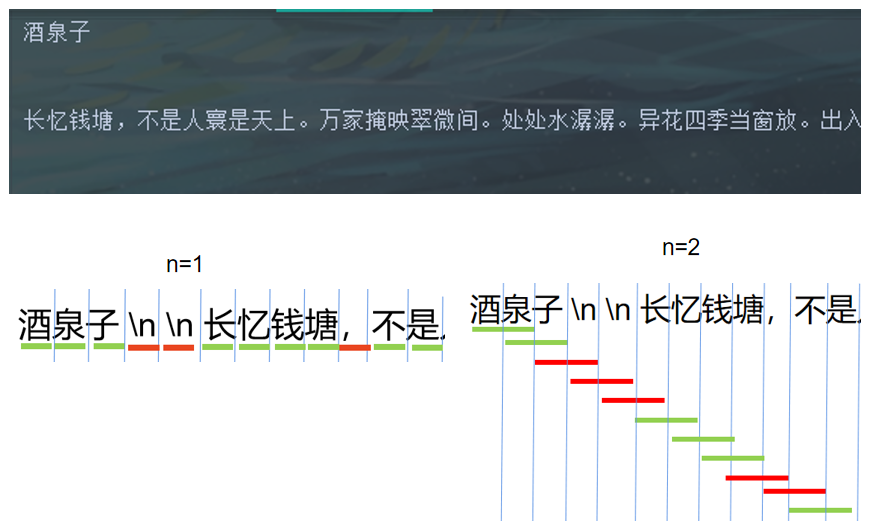 酒泉子
长忆钱塘，不是人寰是天上。万家掩映翠微间。处处水潺潺。异花四季当窗放。出入
n=1
酒泉子 \n \n 长忆钱塘，不是
n=2
酒泉子 \n \n 长忆钱塘，不是